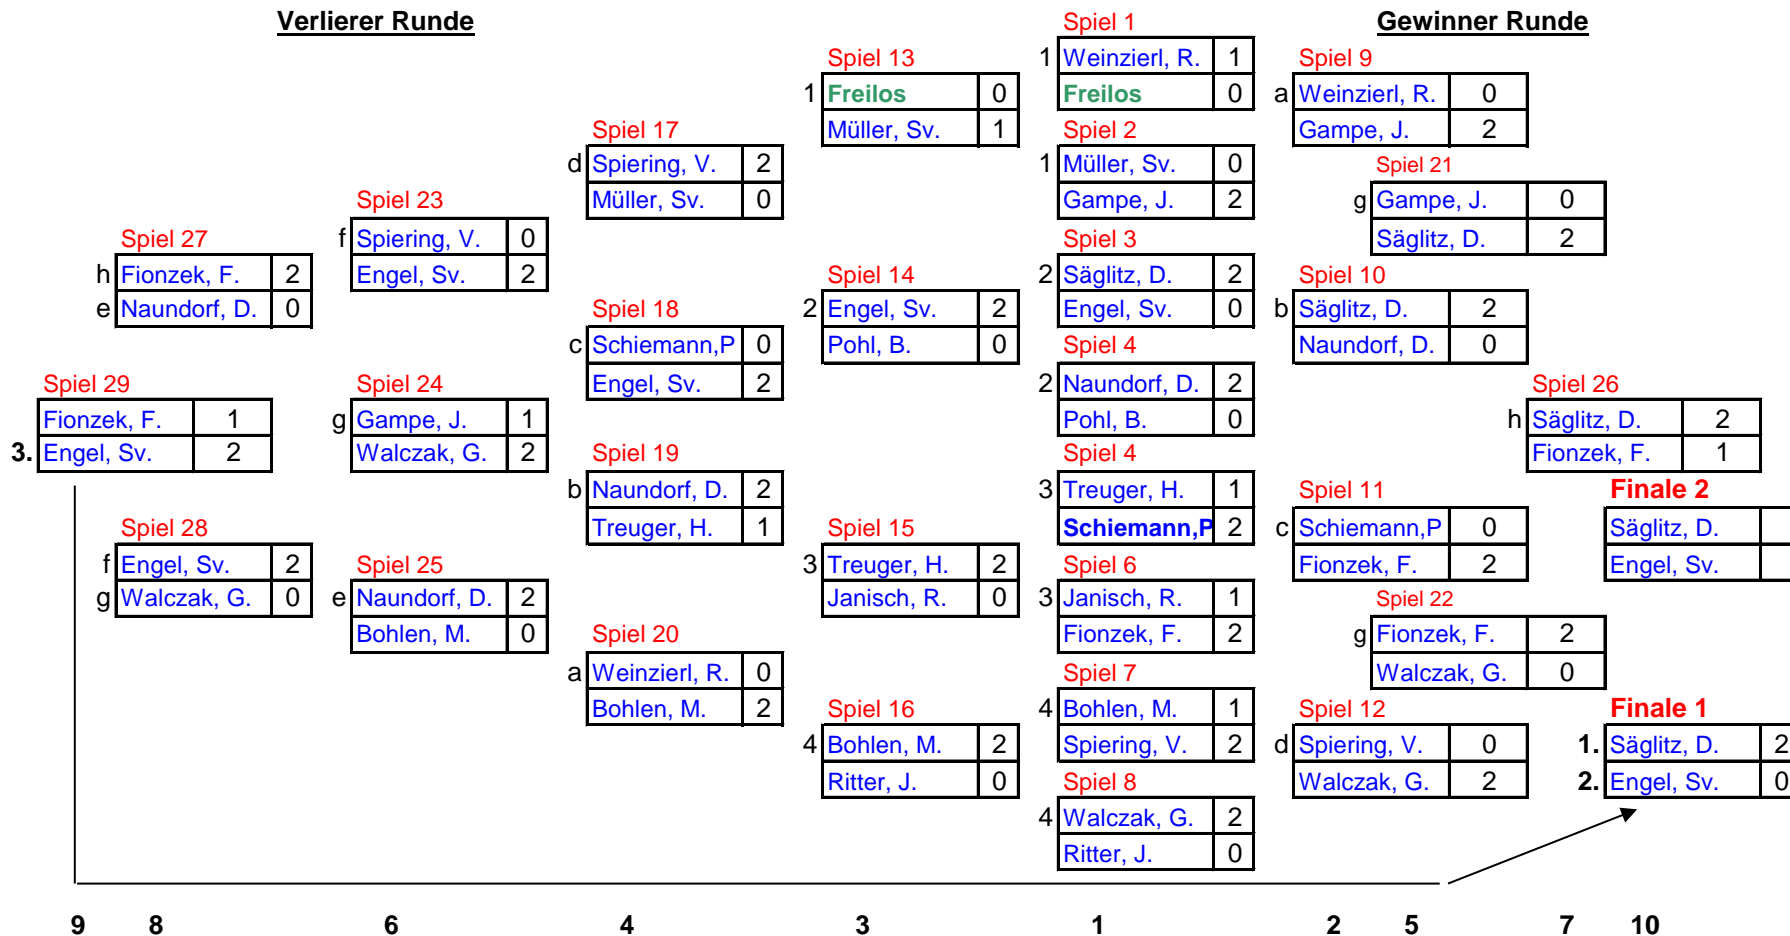 Verlierer Runde
Spiel 1
Gewinner Runde
1 Weinzierl, R. 1
Freilos 0
Spiel 2
1 Müller, Sv. 0
Gampe, J. 2
Spiel 3
2 Säglitz, D. 2
Engel, Sv. 0
Spiel 4
2 Naundorf, D. 2
Pohl, B. 0
Spiel 4
3 Treuger, H. 1
Schiemann,P 2
Spiel 6
3 Janisch, R. 1
Fionzek, F. 2
Spiel 7
4 Bohlen, M. 1
Spiering, V. 2
Spiel 8
4 Walczak, G. 2
Ritter, J. 0
Spiel 9
a Weinzierl, R. 0
Gampe, J. 2
Spiel 21
g Gampe, J. 0
Säglitz, D. 2
Spiel 10
b Säglitz, D. 2
Naundorf, D. 0
Spiel 26
h Säglitz, D. 2
Fionzek, F. 1
Spiel 11
c Schiemann,P 0
Fionzek, F. 2
Finale 2
Säglitz, D.
Engel, Sv.
Spiel 22
g Fionzek, F. 2
Walczak, G. 0
Spiel 12
d Spiering, V. 0
Walczak, G. 2
Finale 1
1. Säglitz, D. 2
2. Engel, Sv. 0
Spiel 13
1 Freilos 0
Müller, Sv. 1
Spiel 14
2 Engel, Sv. 2
Pohl, B. 0
Spiel 15
3 Treuger, H. 2
Janisch, R. 0
Spiel 16
4 Bohlen, M. 2
Ritter, J. 0
Spiel 17
d Spiering, V. 2
Müller, Sv. 0
Spiel 18
c Schiemann,P 0
Engel, Sv. 2
Spiel 19
b Naundorf, D. 2
Treuger, H. 1
Spiel 20
a Weinzierl, R. 0
Bohlen, M. 2
Spiel 23
f Spiering, V. 0
Engel, Sv. 2
Spiel 24
g Gampe, J. 1
Walczak, G. 2
Spiel 25
e Naundorf, D. 2
Bohlen, M. 0
Spiel 27
h Fionzek, F. 2
e Naundorf, D. 0
Spiel 28
f Engel, Sv. 2
g Walczak, G. 0
Spiel 29
Fionzek, F. 1
3. Engel, Sv. 2
9 8 6 4 3 1 2 5 7 10